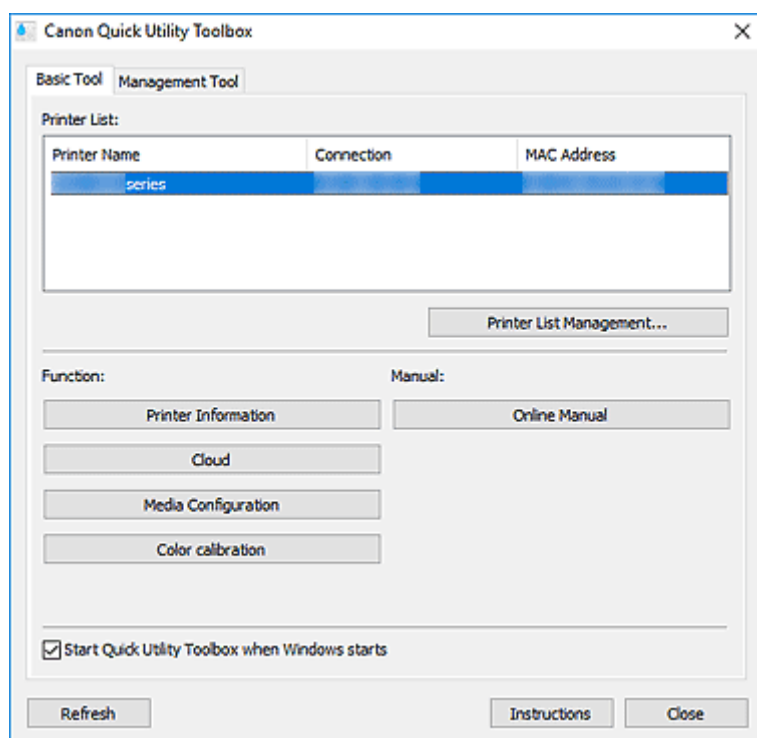 Canon Quick Utility Toolbox
Basic Tool Management Tool
Printer List:
Printer Name Connection MAC Address
series
Printer List Management...
Function: Manual:
Printer Information Online Manual
Cloud
Media Configuration
Color calibration
Start Quick Utility Toolbox when Windows starts
Refresh Instructions Close